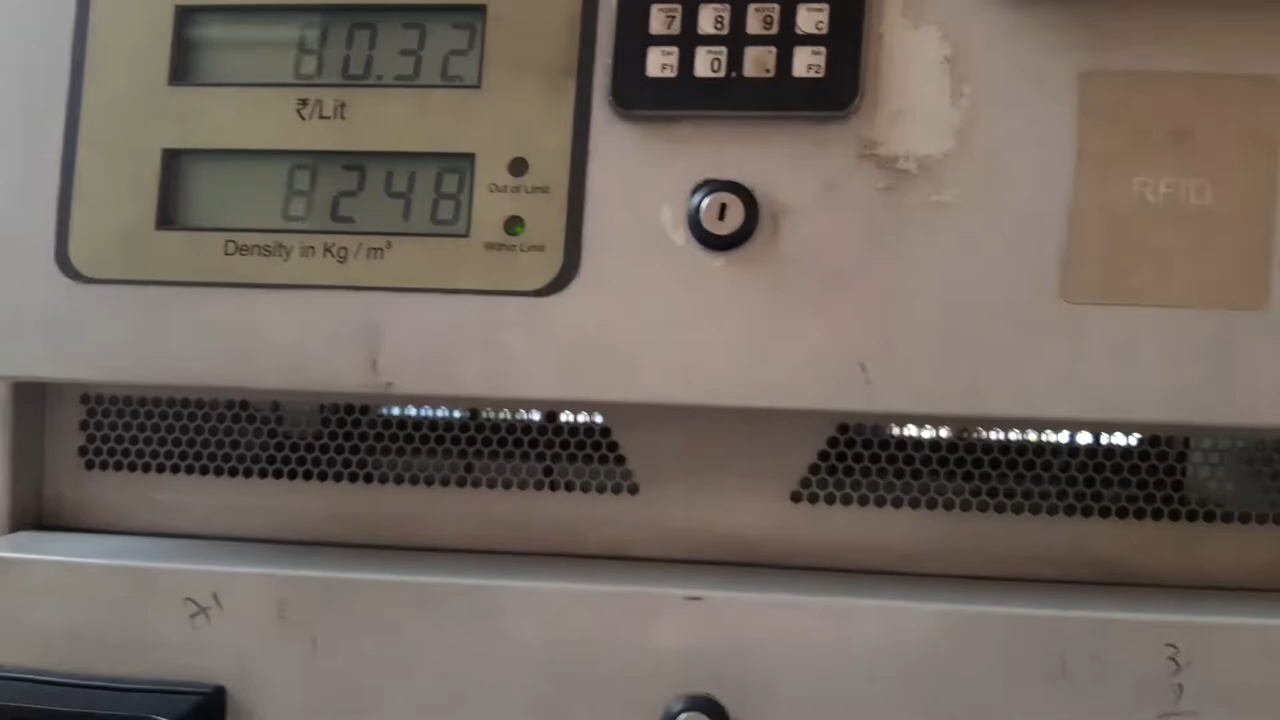 80.32
₹/Lit
8248
Out of Limit
Within Limit
Density in Kg / m³
7 8 9 C
F1 0 . F2
RFID
3